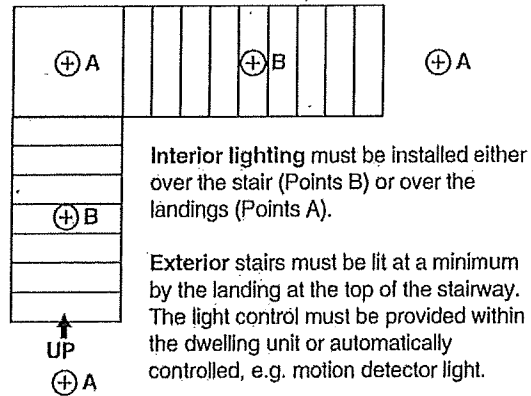 A
B
A
Interior lighting must be installed either
over the stair (Points B) or over the
landings (Points A).
B
Exterior stairs must be lit at a minimum
by the landing at the top of the stairway.
The light control must be provided within
the dwelling unit or automatically
controlled, e.g. motion detector light.
UP
A